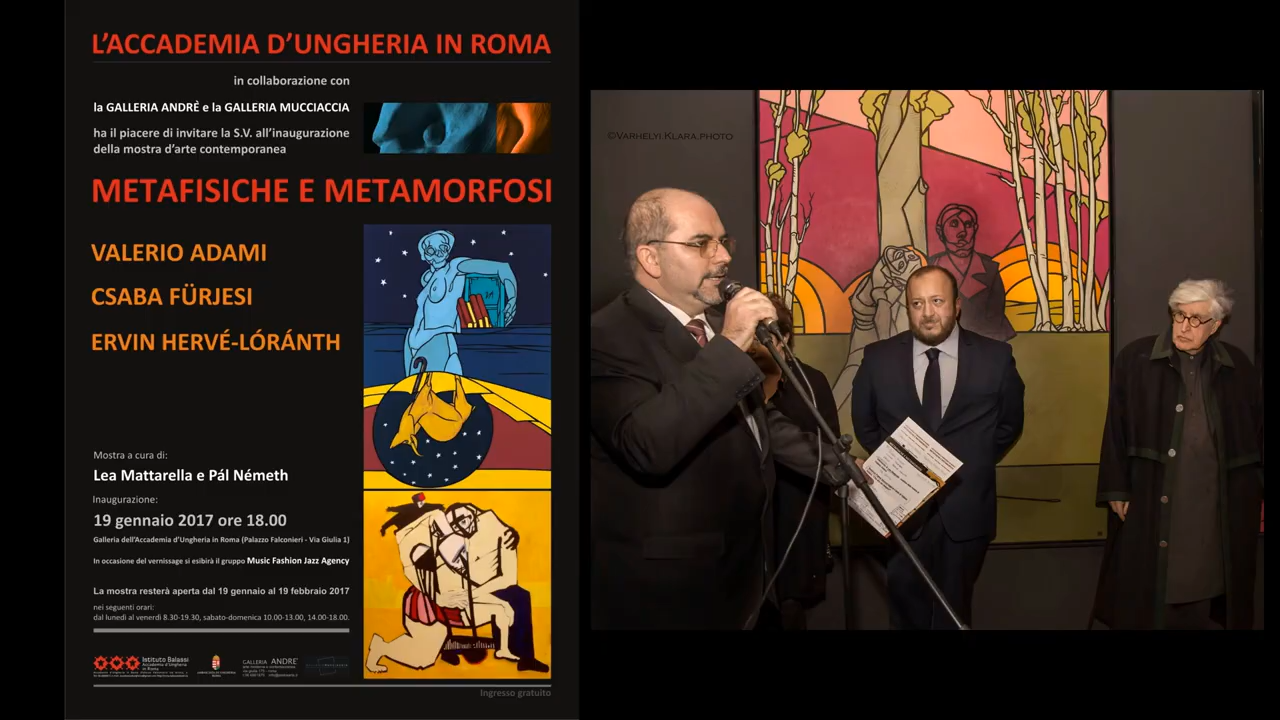 L'ACCADEMIA D'UNGHERIA IN ROMA
in collaborazione con
la GALLERIA ANDRÈ e la GALLERIA MUCCIACCIA
ha il piacere di invitare la S.V. all'inaugurazione
della mostra d'arte contemporanea
METAFISICHE E METAMORFOSI
VALERIO ADAMI
CSABA FÜRJESI
ERVIN HERVÉ-LÓRÁNTH
Mostra a cura di:
Lea Mattarella e Pál Németh
Inaugurazione:
19 gennaio 2017 ore 18.00
Galleria dell'Accademia d'Ungheria in Roma (Palazzo Falconieri - Via Giulia 1)
In occasione del vernissage si esibirà il gruppo Music Fashion Jazz Agency
La mostra resterà aperta dal 19 gennaio al 19 febbraio 2017
nei seguenti orari:
dal lunedì al venerdì 8.30-19.30, sabato-domenica 10.00-13.00, 14.00-18.00.
Istituto Balassi
Accademia d'Ungheria
in Roma
GALLERIA ANDRÈ
Ingresso gratuito
©VARHELYI.KLARA.PHOTO